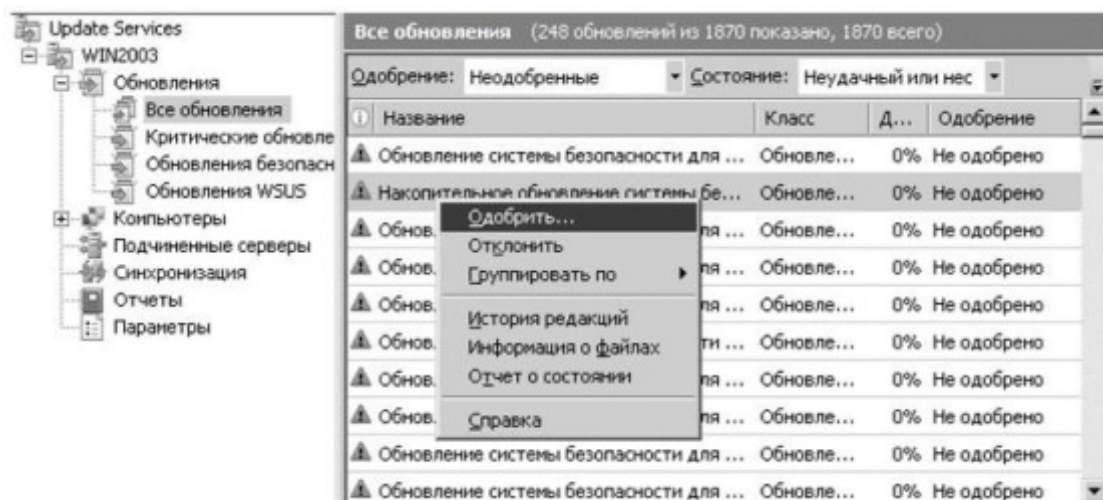 Update Services
WIN2003
Обновления
Все обновления
Критические обновле
Обновления безопасн
Обновления WSUS
Компьютеры
Подчиненные серверы
Синхронизация
Отчеты
Параметры
Все обновления (248 обновлений из 1870 показано, 1870 всего)
Одобрение: Неодобренные Состояние: Неудачный или нес
Название Класс Д... Одобрение
Обновление системы безопасности для ... Обновле... 0% Не одобрено
Накопительное обновление системы бе... Обновле... 0% Не одобрено
Обнов. ля ... Обновле... 0% Не одобрено
Обнов. ля ... Обновле... 0% Не одобрено
Обнов. ля ... Обновле... 0% Не одобрено
Обнов. ти ... Обновле... 0% Не одобрено
Обнов. ля ... Обновле... 0% Не одобрено
Обнов. ля ... Обновле... 0% Не одобрено
Обновление системы безопасности для ... Обновле... 0% Не одобрено
Обновление системы безопасности для ... Обновле... 0% Не одобрено
Одобрить...
Отклонить
Группировать по
История редакций
Информация о файлах
Отчет о состоянии
Справка